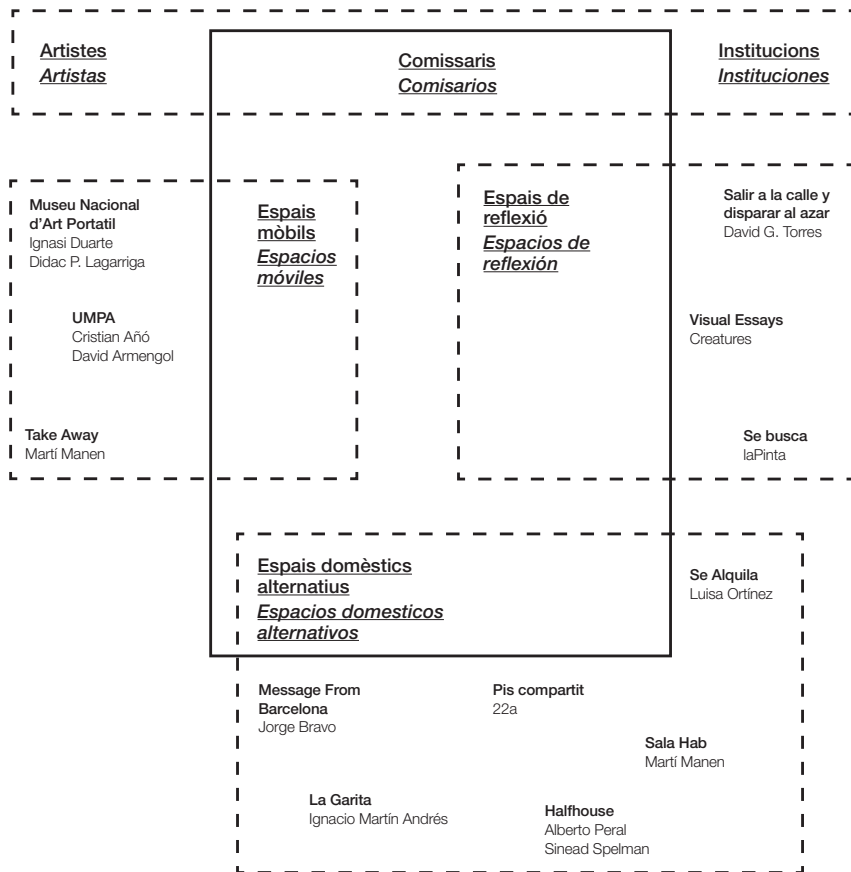 Artistes
Artistas
Comissaris
Comisarios
Institucions
Instituciones
Museu Nacional
d'Art Portatil
Ignasi Duarte
Didac P. Lagarriga
UMPA
Cristian Añó
David Armengol
Take Away
Martí Manen
Espais
mòbils
Espacios
móviles
Espais de
reflexió
Espacios de
reflexión
Salir a la calle y
disparar al azar
David G. Torres
Visual Essays
Creatures
Se busca
laPinta
Espais domèstics
alternatius
Espacios domesticos
alternativos
Se Alquila
Luisa Ortínez
Message From
Barcelona
Jorge Bravo
Pis compartit
22a
Sala Hab
Martí Manen
La Garita
Ignacio Martín Andrés
Halfhouse
Alberto Peral
Sinead Spelman